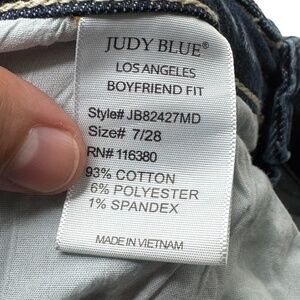 JUDY BLUE®
LOS ANGELES
BOYFRIEND FIT
Style# JB82427MD
Size# 7/28
RN# 116380
93% COTTON
6% POLYESTER
1% SPANDEX
MADE IN VIETNAM